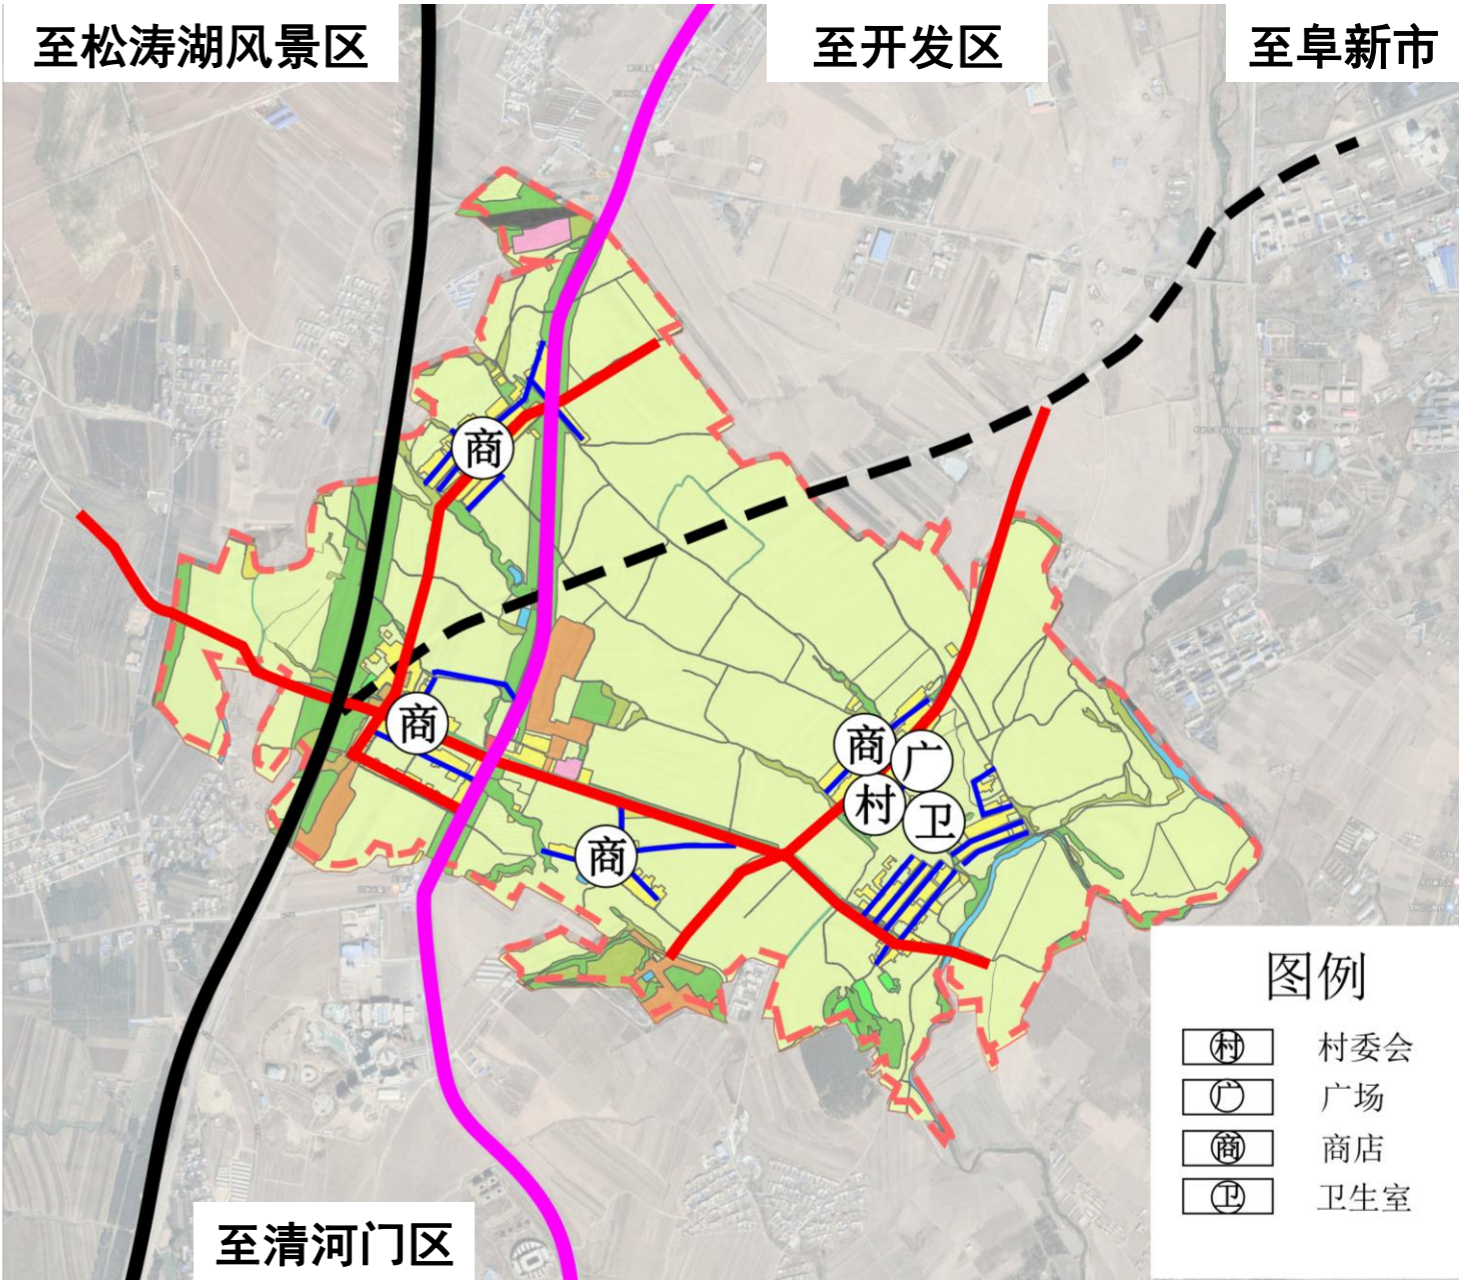 至松涛湖风景区
至开发区
至阜新市
商
商
商
广
村
卫
商
至清河门区
图例
村 村委会
广 广场
商 商店
卫 卫生室